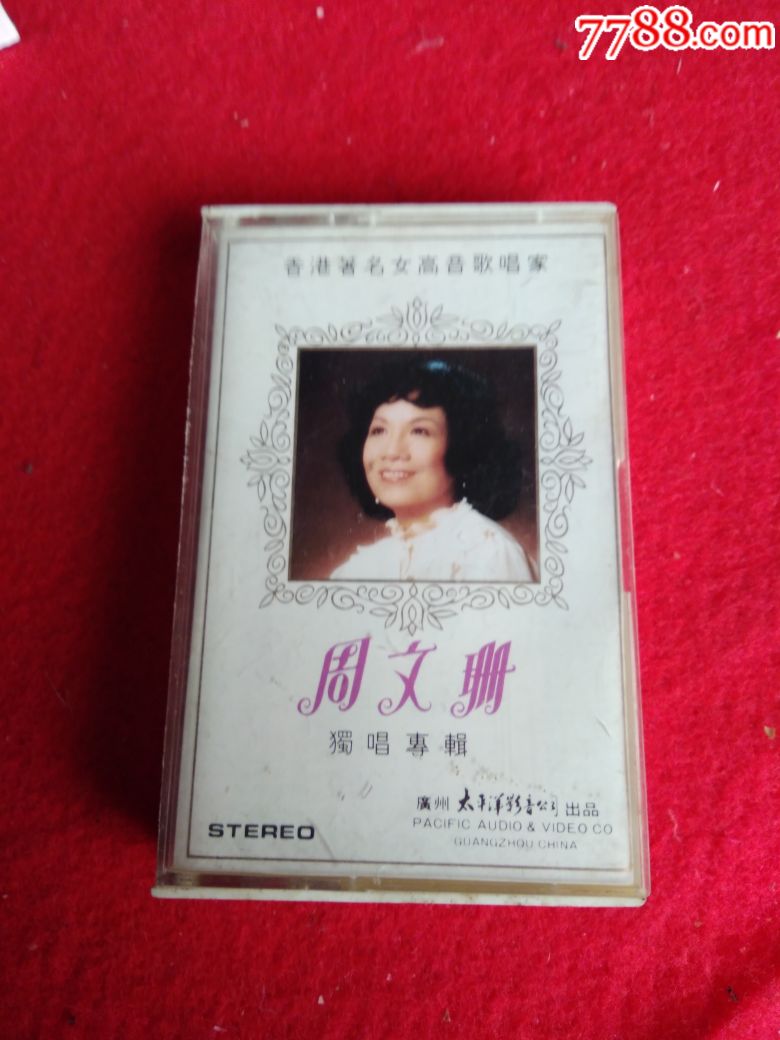 7788.com
香港著名女高音歌唱家
周文珊
獨唱專輯
廣州 太平洋影音公司 出品
STEREO
PACIFIC AUDIO & VIDEO CO
GUANGZHOU CHINA